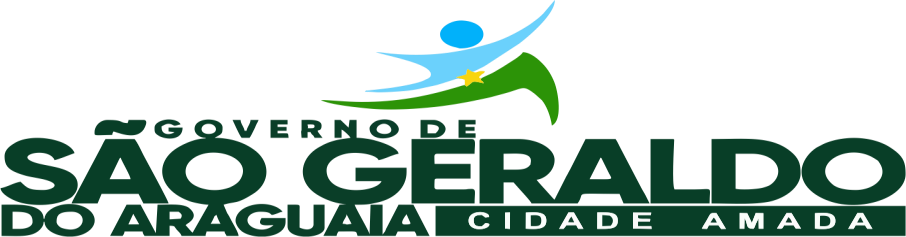 GOVERNO DE
SÃO GERALDO
DO ARAGUAIA CIDADE AMADA